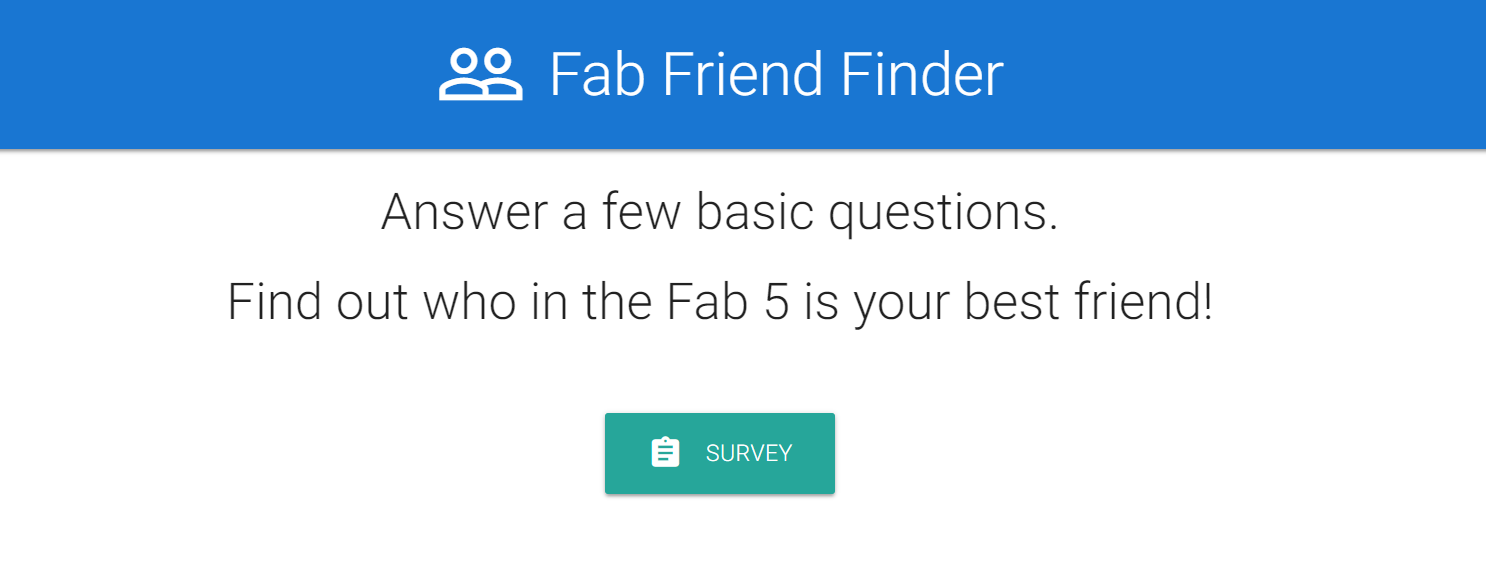 Fab Friend Finder
Answer a few basic questions.
Find out who in the Fab 5 is your best friend!
SURVEY